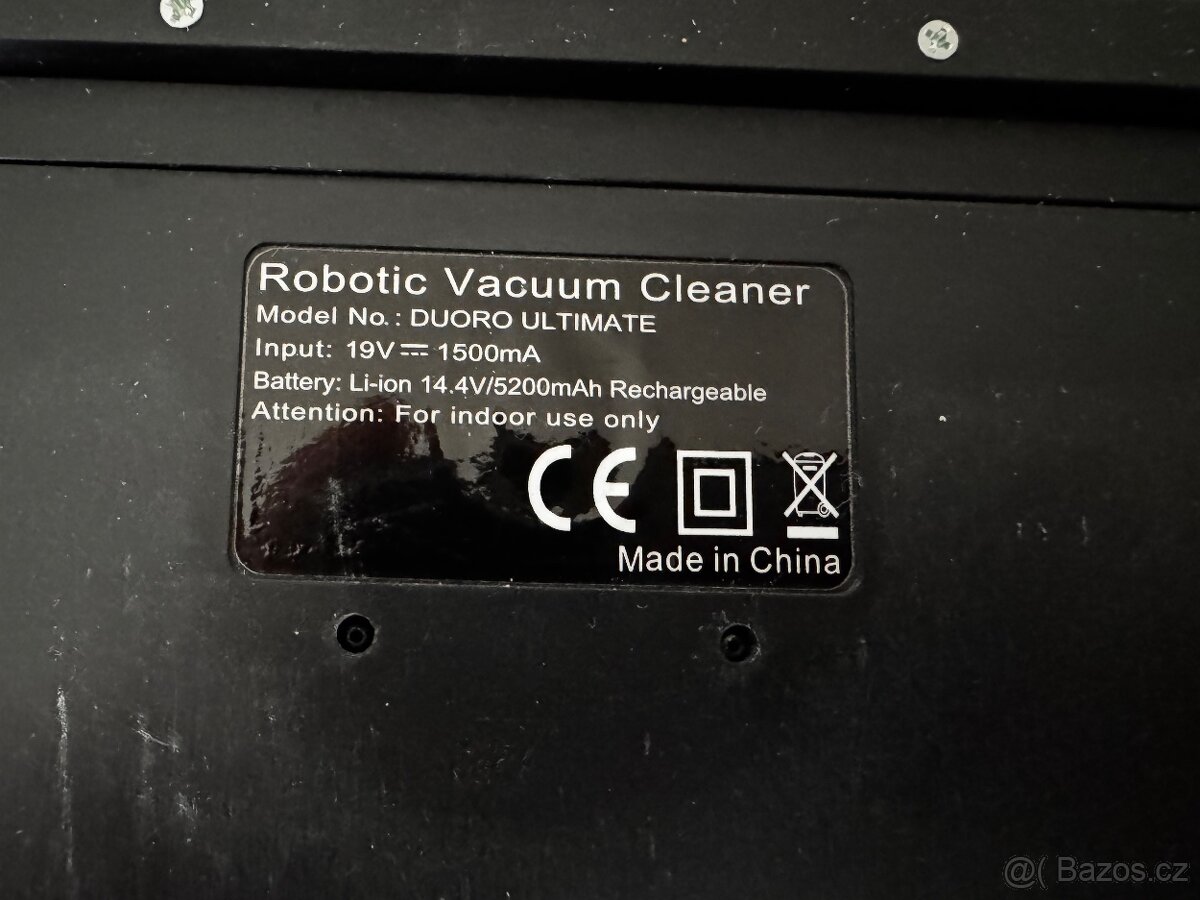 Robotic Vacuum Cleaner
Model No.: DUORO ULTIMATE
Input: 19V⎓1500mA
Battery: Li-ion 14.4V/5200mAh Rechargeable
Attention: For indoor use only
CE
Made in China
@( Bazos.cz